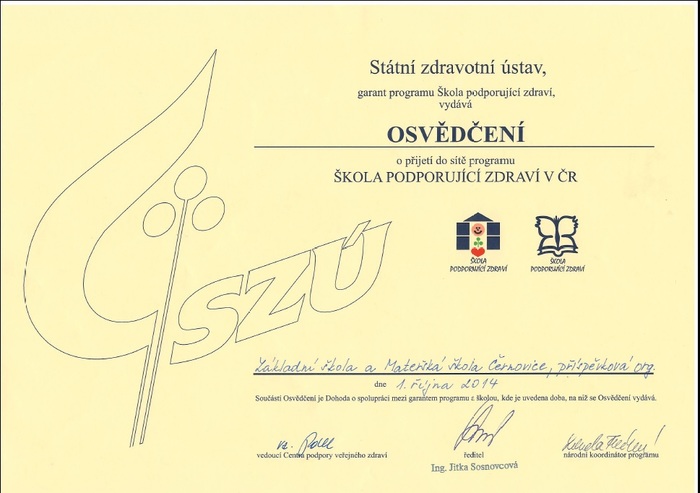 Státní zdravotní ústav,
garant programu Škola podporující zdraví,
vydává
OSVĚDČENÍ
o přijetí do sítě programu
ŠKOLA PODPORUJÍCÍ ZDRAVÍ V ČR
ŠKOLA
PODPORUJÍCÍ ZDRAVÍ
ŠKOLA
PODPORUJÍCÍ ZDRAVÍ
SZÚ
Základní škola a Mateřská škola Černovice, příspěvková org.
dne 1. října 2014
Součástí Osvědčení je Dohoda o spolupráci mezi garantem programu a školou, kde je uvedena doba, na níž se Osvědčení vydává.
vedoucí Centra podpory veřejného zdraví
ředitel
Ing. Jitka Sosnovcová
národní koordinátor programu